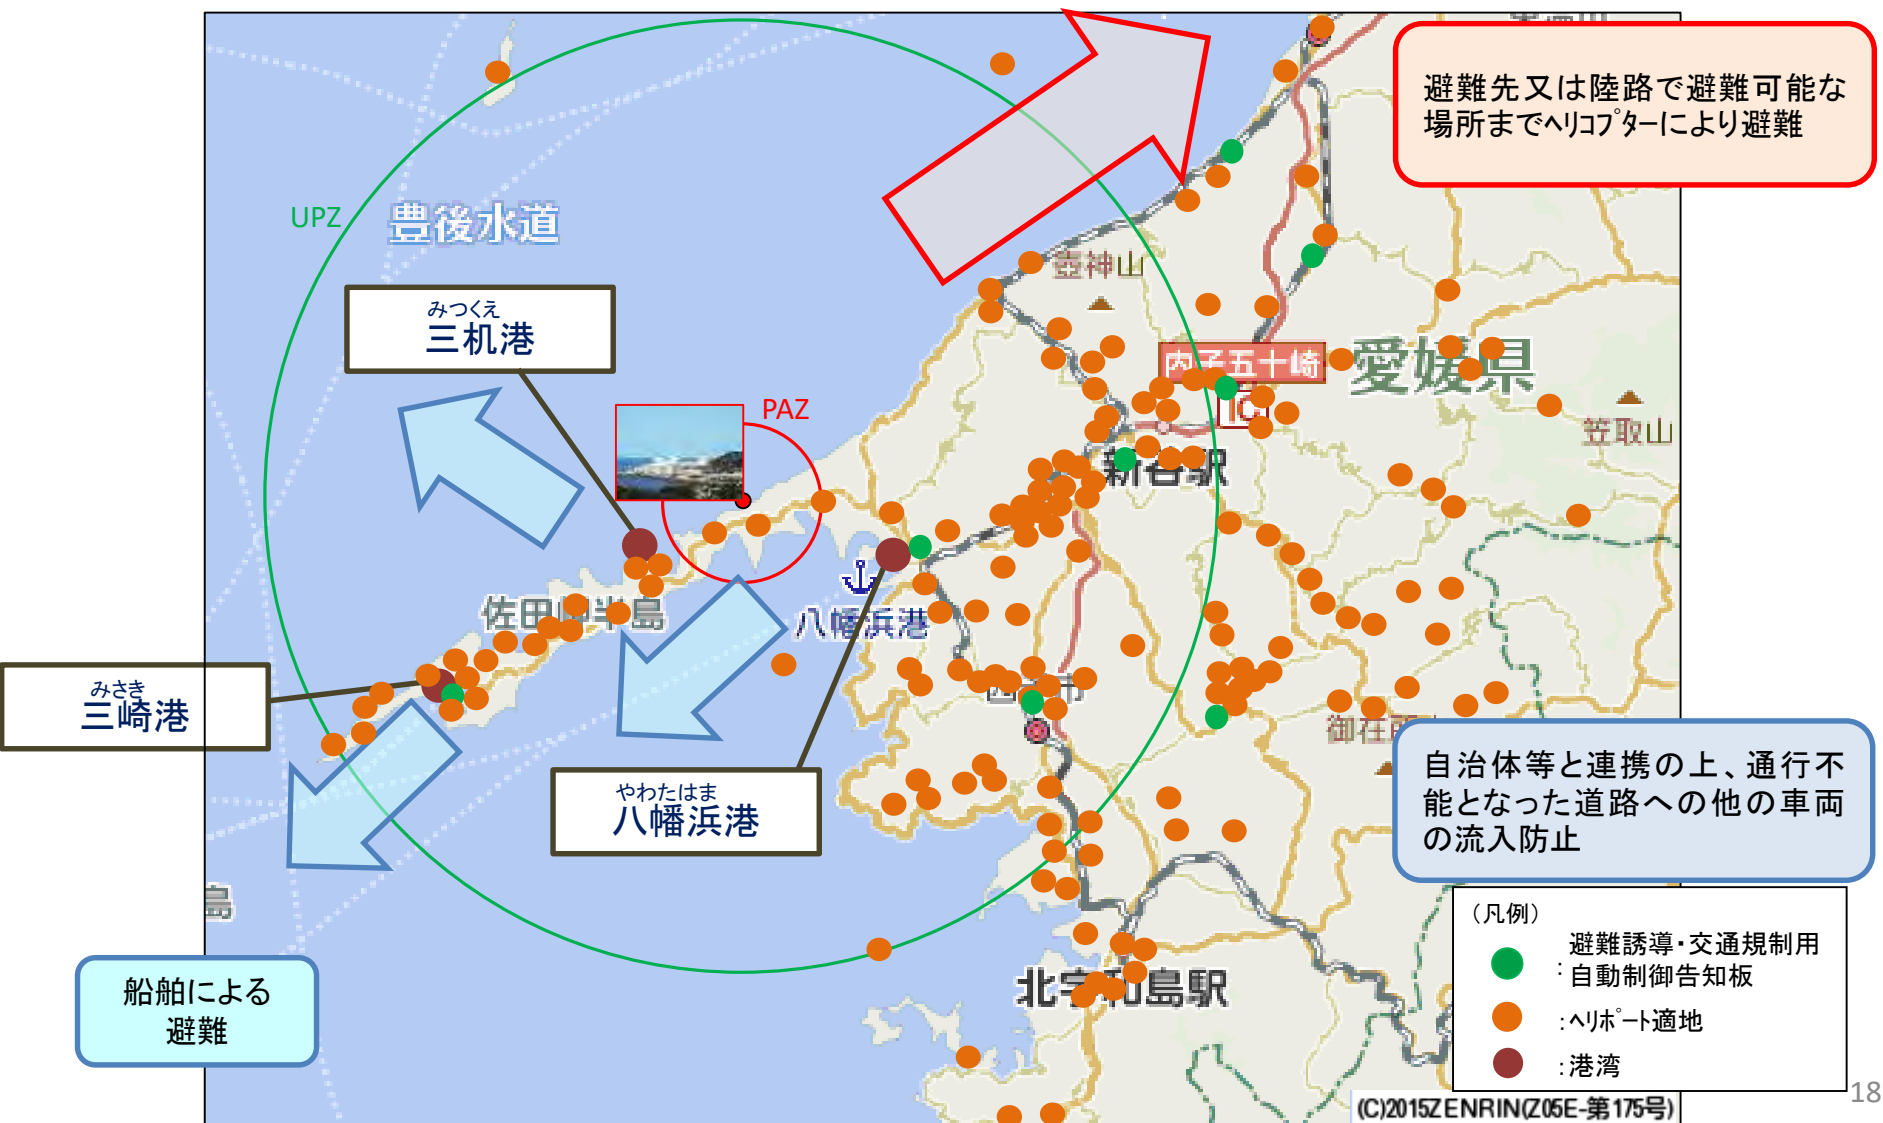 避難先又は陸路で避難可能な
場所までﾍﾘｺﾌﾟﾀｰにより避難
UPZ
豊後水道
壺神山
みつくえ
三机港
内子五十崎
IC
愛媛県
PAZ
笠取山
新谷駅
佐田岬半島
八幡浜港
みさき
三崎港
やわたはま
八幡浜港
自治体等と連携の上、通行不
能となった道路への他の車両
の流入防止
島
船舶による
避難
北宇和島駅
（凡例）
避難誘導・交通規制用
：自動制御告知板
：ﾍﾘﾎﾟｰﾄ適地
：港湾
(C)2015ZENRIN(Z05E-第175号)
18